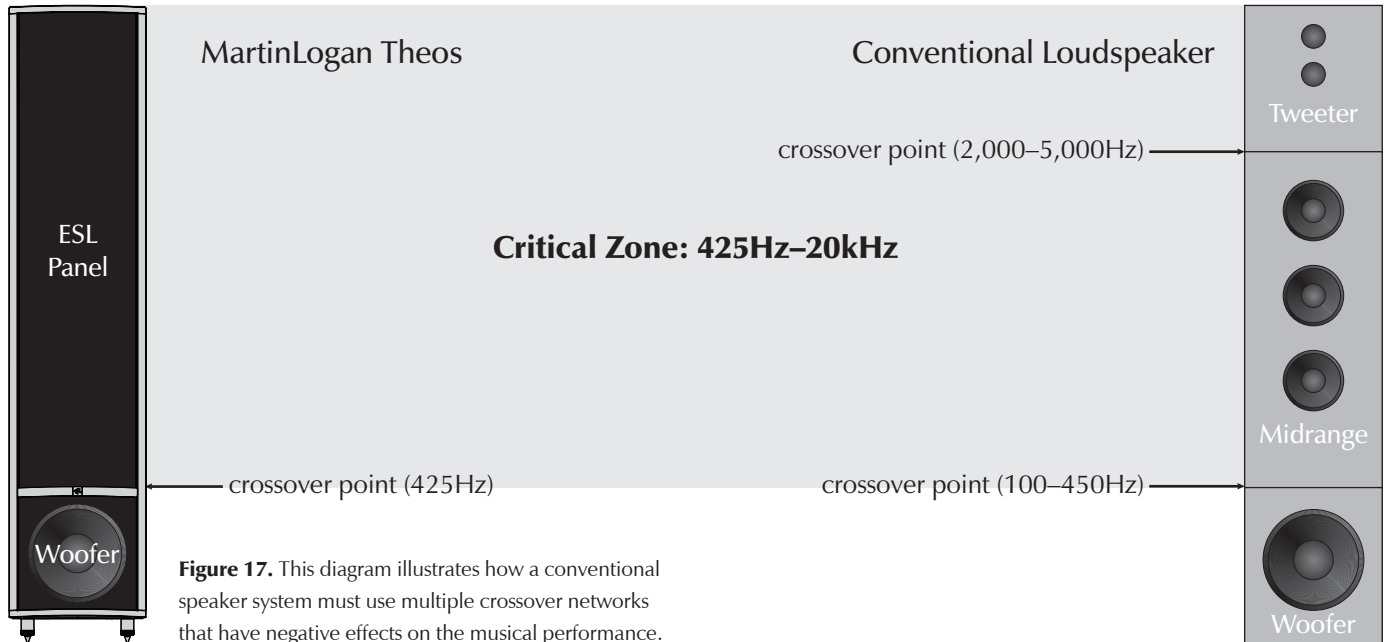 MartinLogan Theos
Conventional Loudspeaker
Tweeter
crossover point (2,000–5,000Hz)
ESL
Panel
Critical Zone: 425Hz–20kHz
Midrange
crossover point (425Hz)
crossover point (100–450Hz)
Woofer
Figure 17. This diagram illustrates how a conventional
speaker system must use multiple crossover networks
that have negative effects on the musical performance.
Woofer